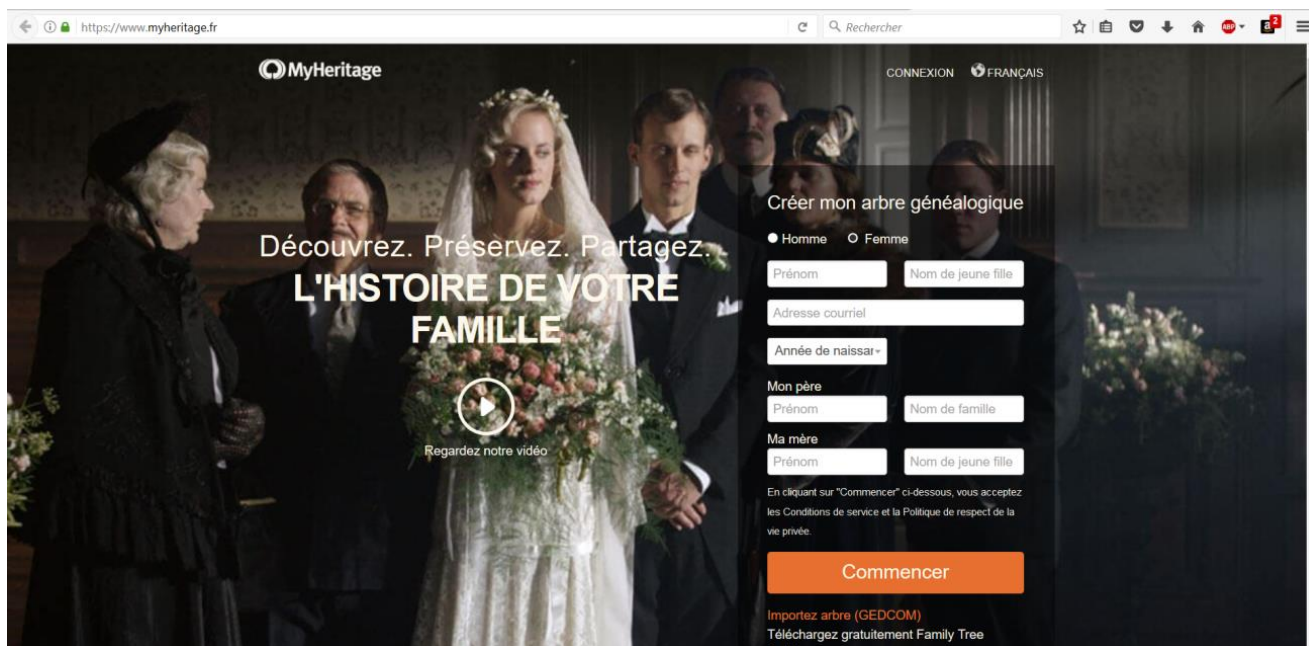 https://www.myheritage.fr
Rechercher
ABP
a
2
MyHeritage
CONNEXION
FRANÇAIS
Découvrez. Préservez. Partagez.
L'HISTOIRE DE VOTRE
FAMILLE
Regardez notre vidéo
Créer mon arbre généalogique
Homme
Femme
Prénom
Nom de jeune fille
Adresse courriel
Année de naissar
Mon père
Prénom
Nom de famille
Ma mère
Prénom
Nom de jeune fille
En cliquant sur "Commencer" ci-dessous, vous acceptez
les Conditions de service et la Politique de respect de la
vie privée.
Commencer
Importez arbre (GEDCOM)
Téléchargez gratuitement Family Tree